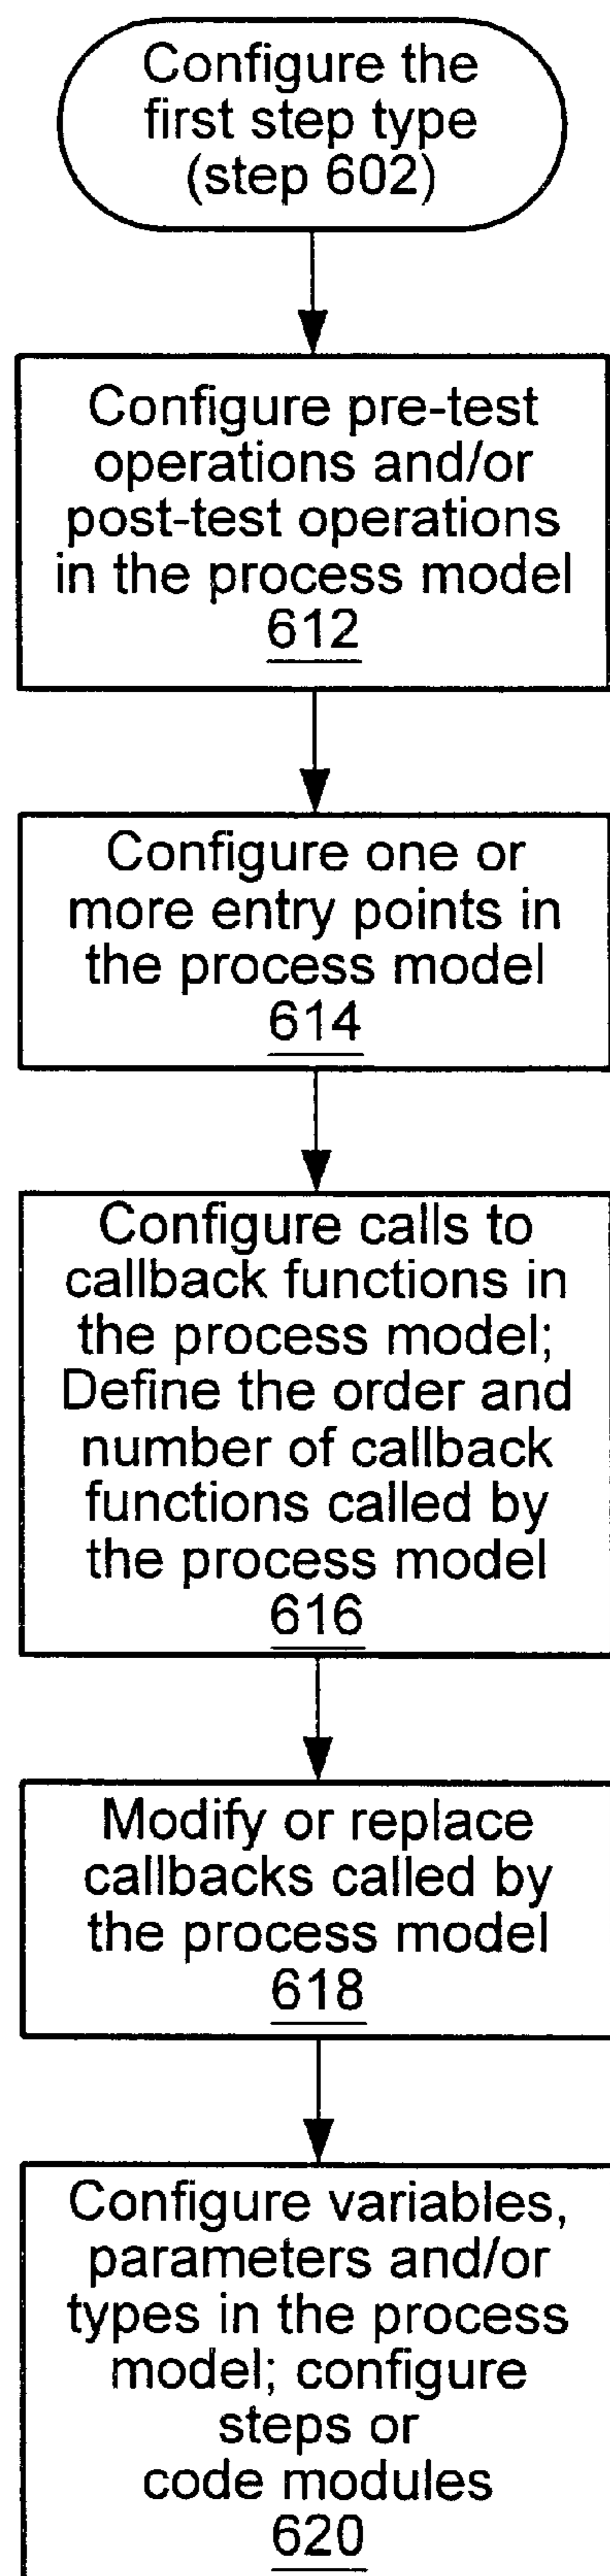 Configure the
first step type
(step 602)
Configure pre-test
operations and/or
post-test operations
in the process model
612
Configure one or
more entry points in
the process model
614
Configure calls to
callback functions in
the process model;
Define the order and
number of callback
functions called by
the process model
616
Modify or replace
callbacks called by
the process model
618
Configure variables,
parameters and/or
types in the process
model; configure
steps or
code modules
620